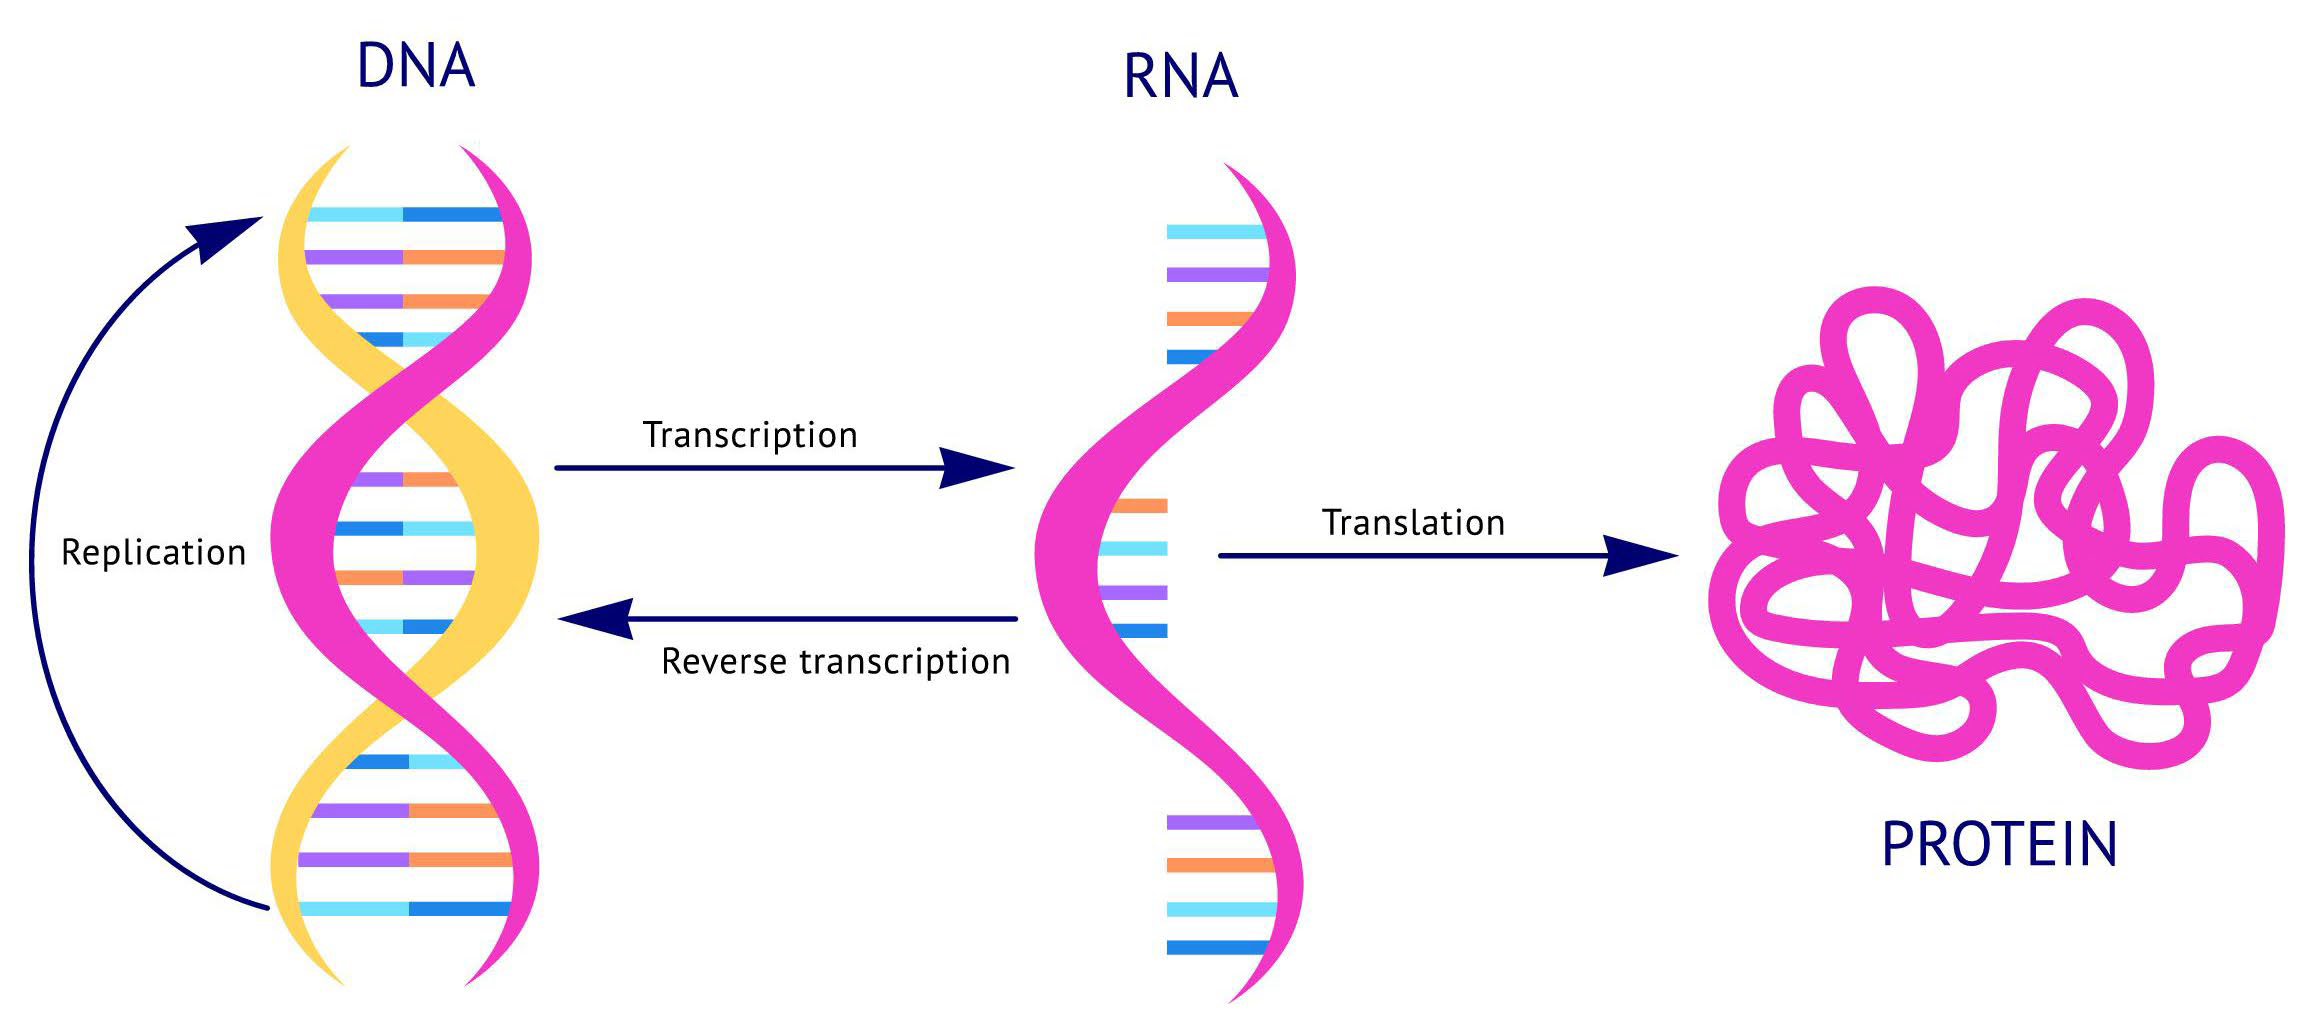 DNA
RNA
Transcription
Translation
Replication
Reverse transcription
PROTEIN